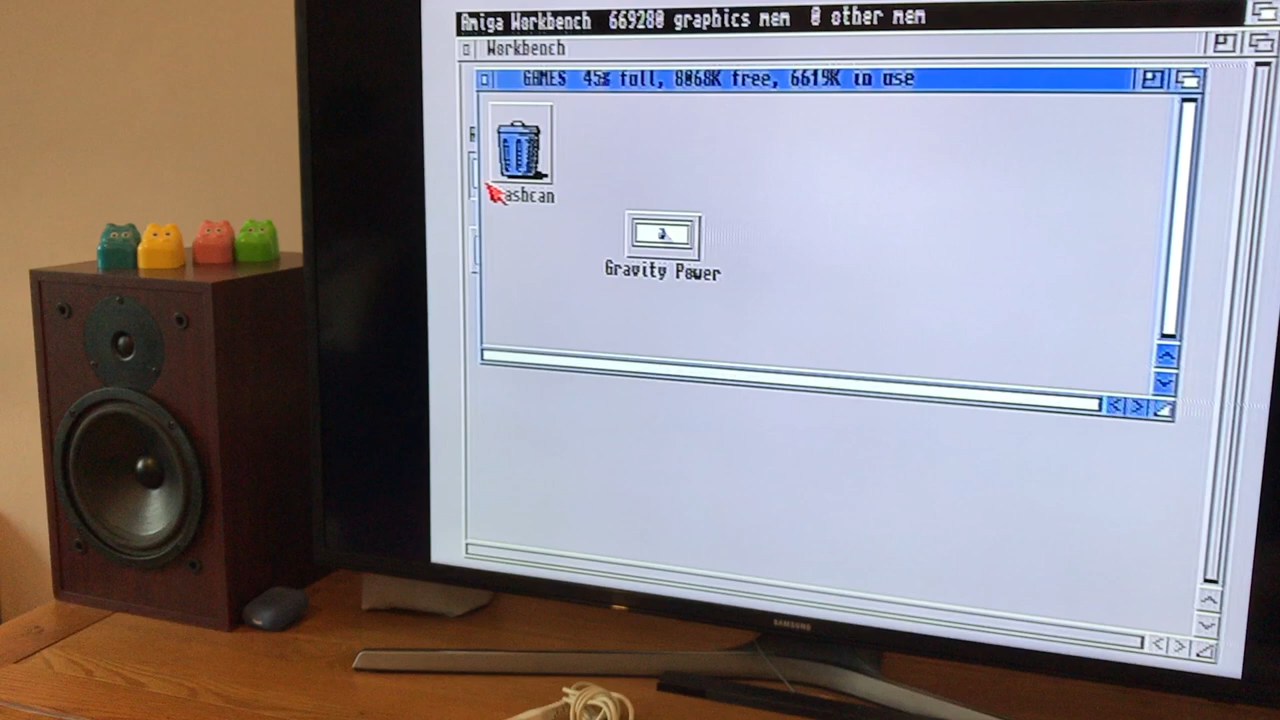 Amiga Workbench 669280 graphics mem 0 other mem
Workbench
GAMES 45% full, 8068K free, 6619K in use
ashcan
Gravity Power
SAMSUNG